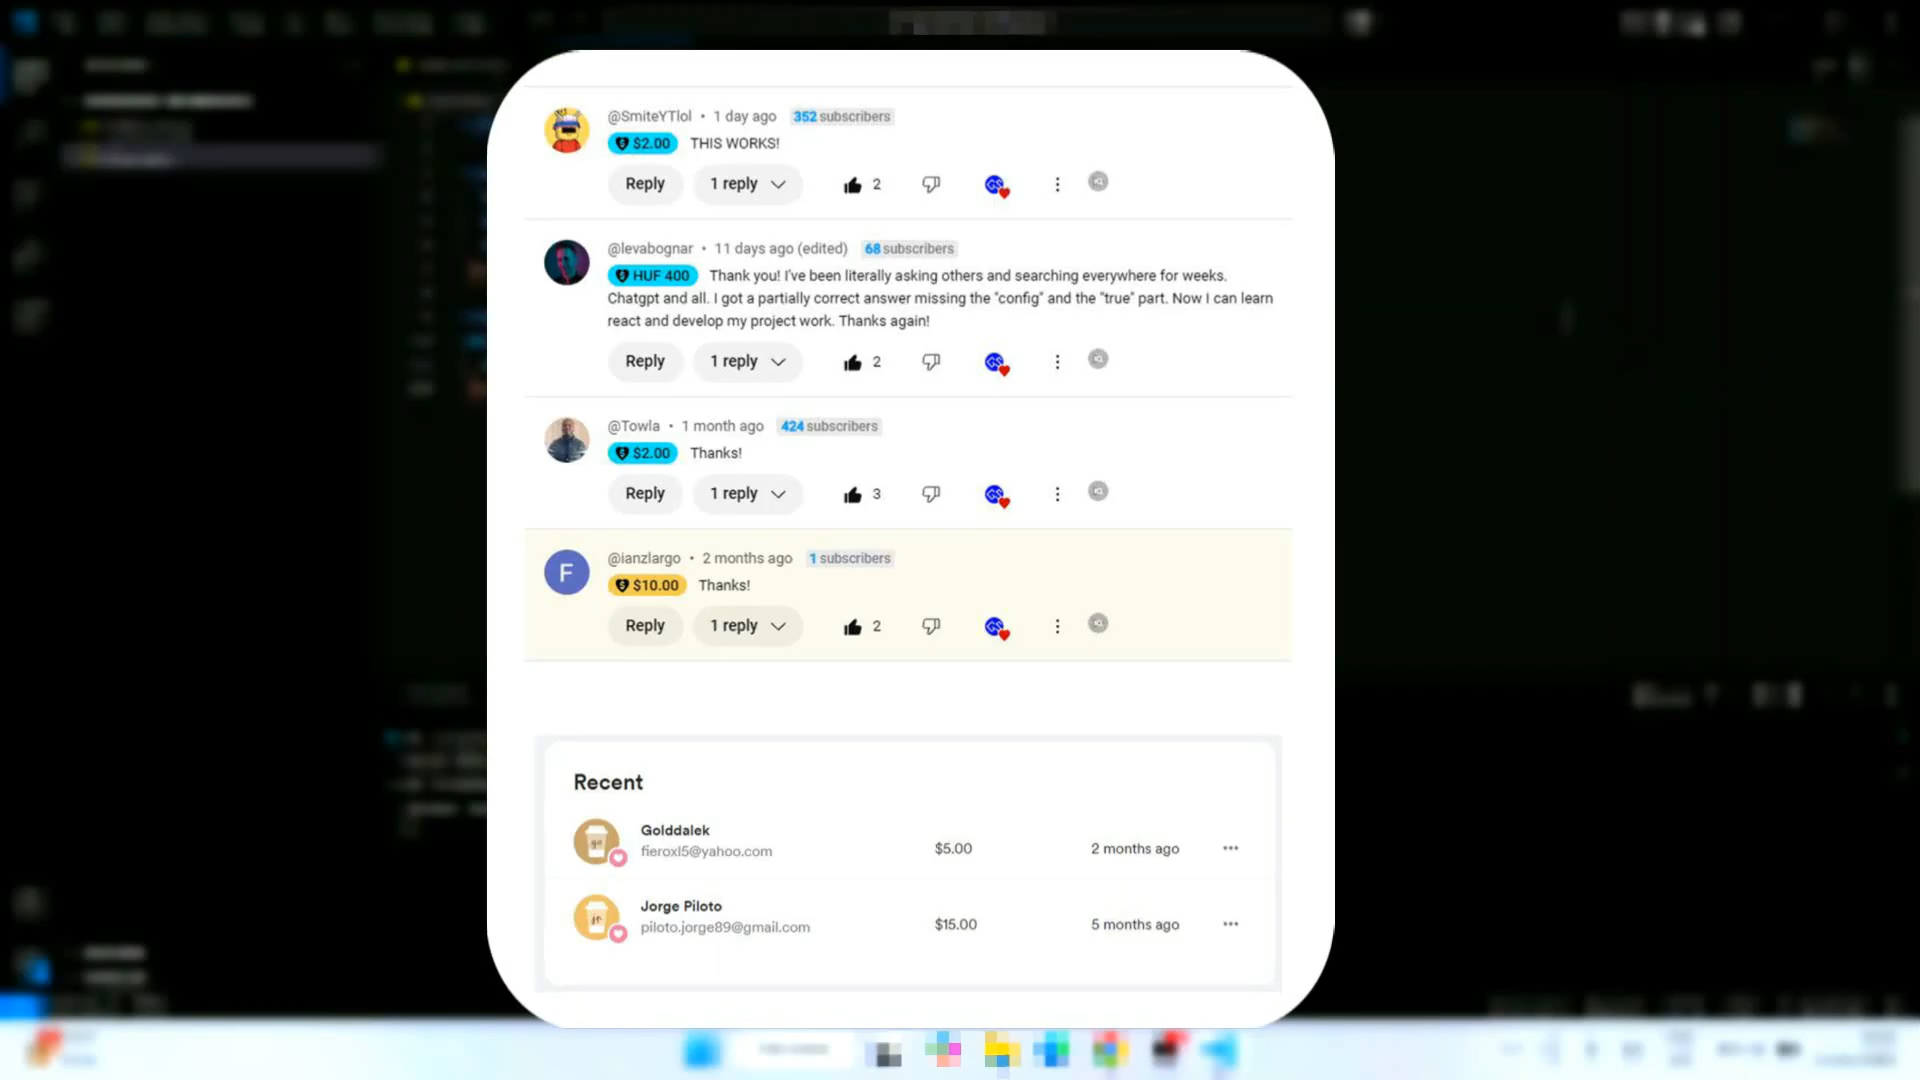 @SmiteYTlol • 1 day ago 352 subscribers
$2.00 THIS WORKS!
Reply 1 reply 2
@levabognar • 11 days ago (edited) 68 subscribers
HUF 400 Thank you! I've been literally asking others and searching everywhere for weeks.
Chatgpt and all. I got a partially correct answer missing the "config" and the "true" part. Now I can learn
react and develop my project work. Thanks again!
Reply 1 reply 2
@Towla • 1 month ago 424 subscribers
$2.00 Thanks!
Reply 1 reply 3
F
@ianzlargo • 2 months ago 1 subscribers
$10.00 Thanks!
Reply 1 reply 2
Recent
Golddalek
fieroxl5@yahoo.com $5.00 2 months ago
Jorge Piloto
piloto.jorge89@gmail.com $15.00 5 months ago